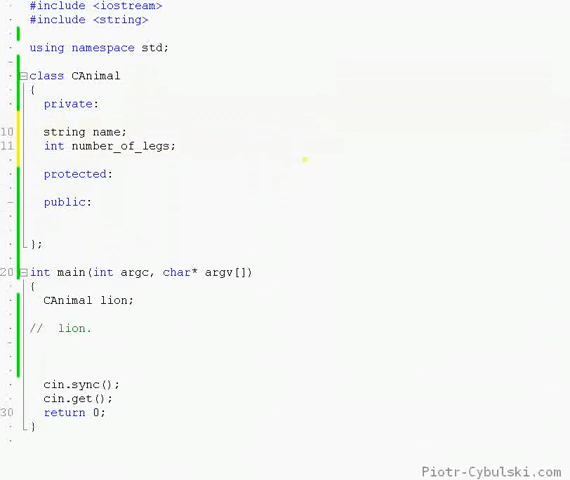 #include <iostream>
#include <string>
using namespace std;
class CAnimal
{
private:
10 string name;
11 int number_of_legs;
protected:
public:
};
20 int main(int argc, char* argv[])
{
CAnimal lion;
// lion.
cin.sync();
cin.get();
30 return 0;
}
Piotr-Cybulski.com